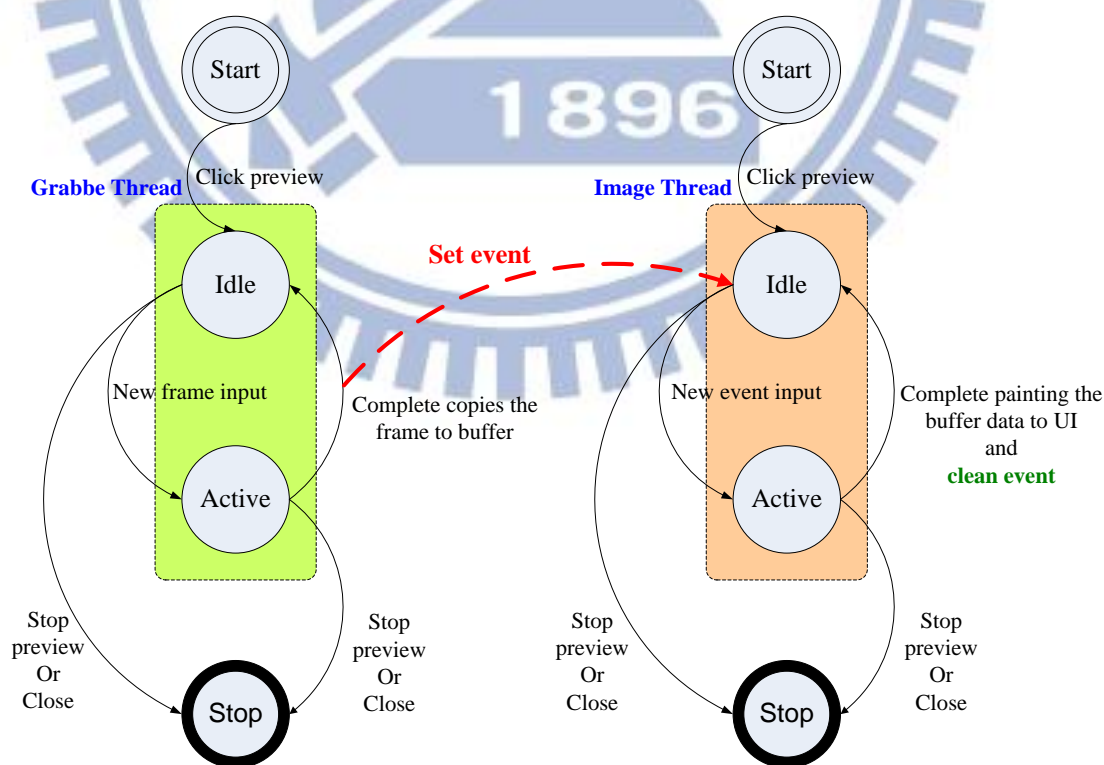 Start
Start
1896
Click preview
Click preview
Grabbe Thread
Image Thread
Set event
Idle
Idle
New frame input
New event input
Complete copies the
frame to buffer
Complete painting the
buffer data to UI
and
clean event
Active
Active
Stop
preview
Or
Close
Stop
preview
Or
Close
Stop
preview
Or
Close
Stop
preview
Or
Close
Stop
Stop